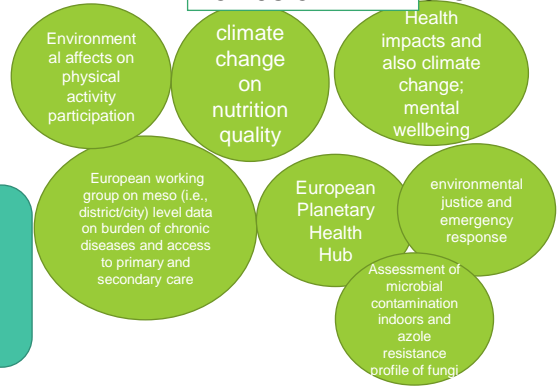 Environment
al affects on
physical
activity
participation
climate
change
on
nutrition
quality
Health
impacts and
also climate
change;
mental
wellbeing
European working
group on meso (i.e.,
district/city) level data
on burden of chronic
diseases and access
to primary and
secondary care
European
Planetary
Health
Hub
environmental
justice and
emergency
response
Assessment of
microbial
contamination
indoors and
azole
resistance
profile of fungi